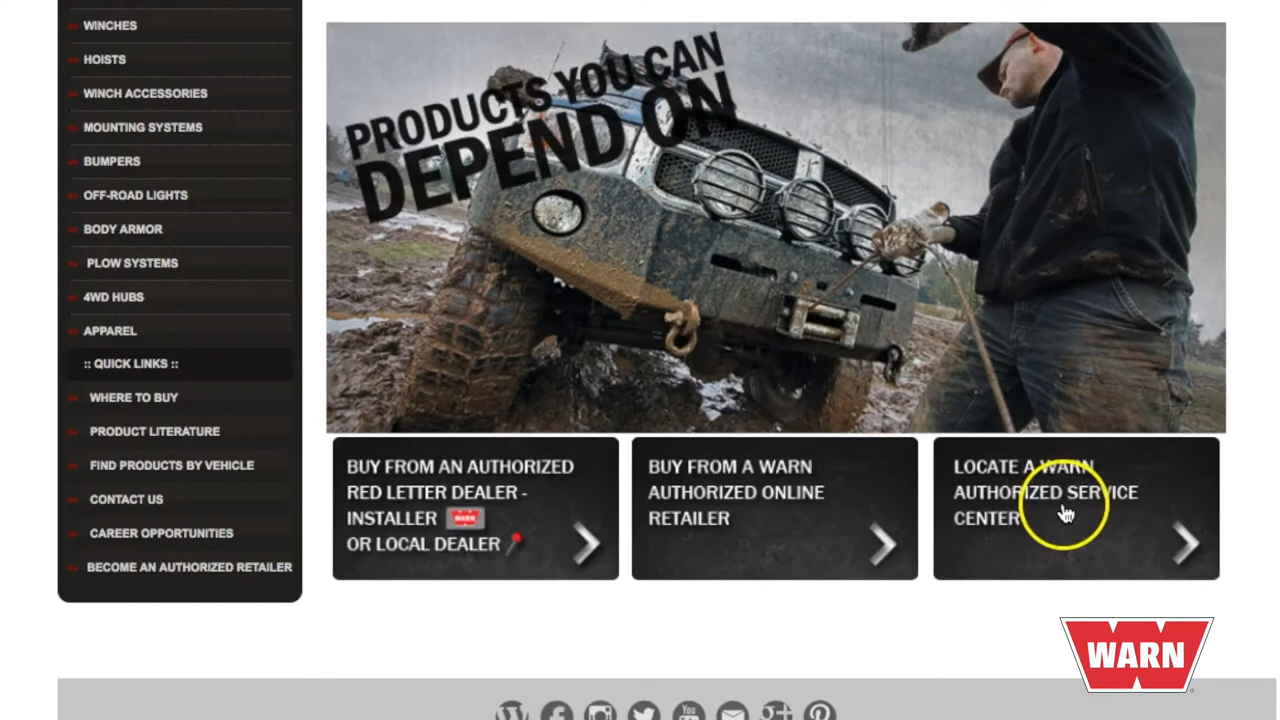 WINCHES
HOISTS
WINCH ACCESSORIES
MOUNTING SYSTEMS
BUMPERS
OFF-ROAD LIGHTS
BODY ARMOR
PLOW SYSTEMS
4WD HUBS
APPAREL
:: QUICK LINKS ::
WHERE TO BUY
PRODUCT LITERATURE
FIND PRODUCTS BY VEHICLE
CONTACT US
CAREER OPPORTUNITIES
BECOME AN AUTHORIZED RETAILER
PRODUCTS YOU CAN
DEPEND ON
BUY FROM AN AUTHORIZED
RED LETTER DEALER -
INSTALLER WARN
OR LOCAL DEALER
BUY FROM A WARN
AUTHORIZED ONLINE
RETAILER
LOCATE A WARN
AUTHORIZED SERVICE
CENTER
WARN
You